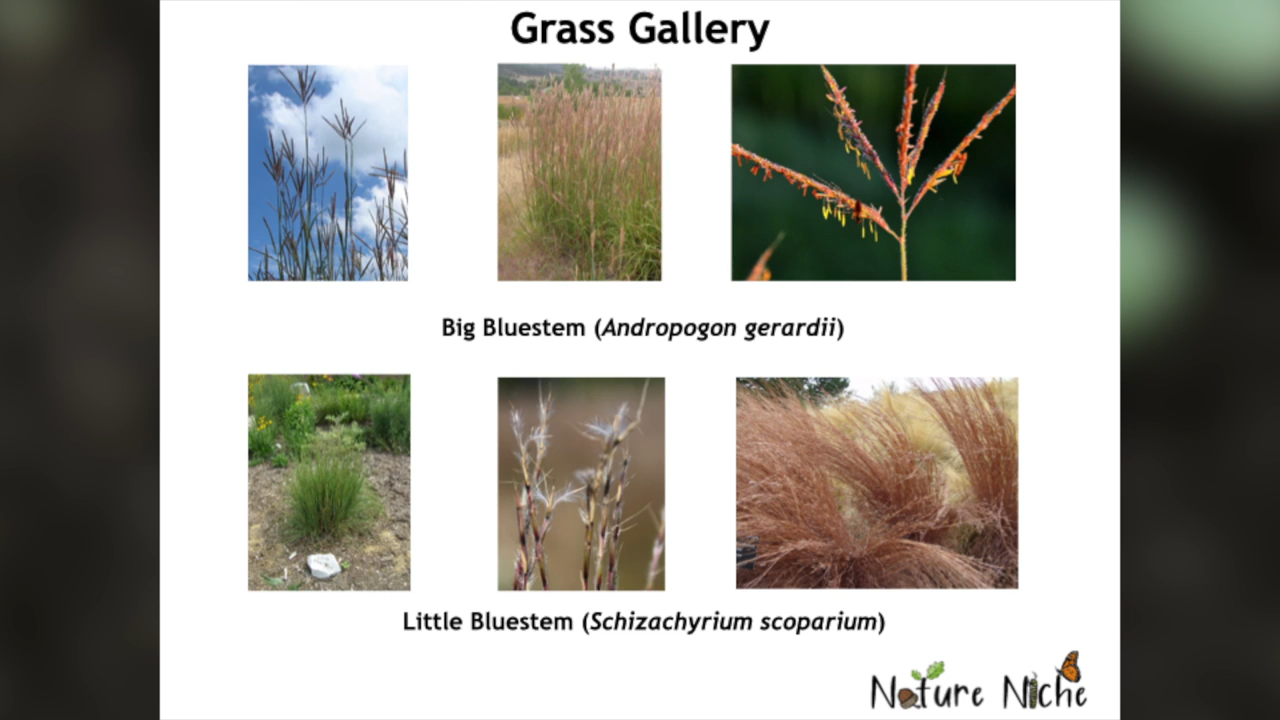 Grass Gallery
Big Bluestem (Andropogon gerardii)
Little Bluestem (Schizachyrium scoparium)
Nature Niche